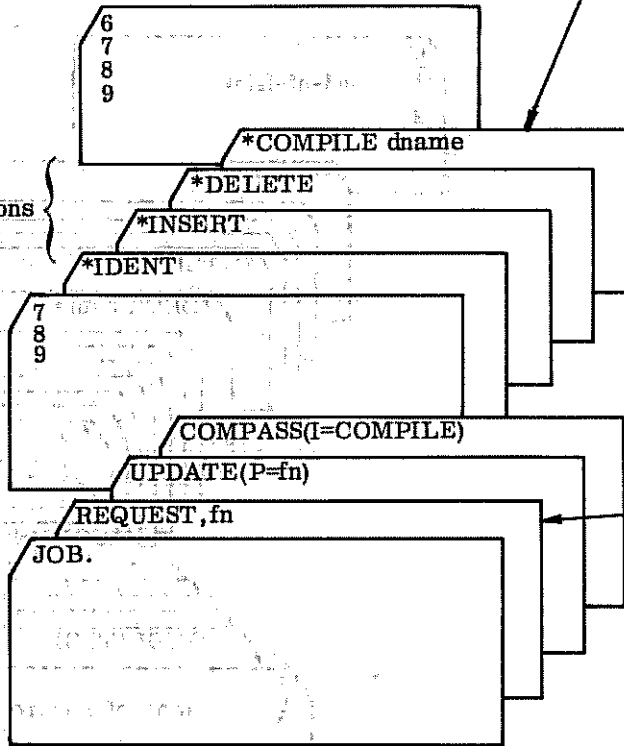 6
7
8
9
*COMPILE dname
*DELETE
ons
*INSERT
*IDENT
7
8
9
COMPASS(I=COMPILE)
UPDATE(P=fn)
REQUEST,fn
JOB.